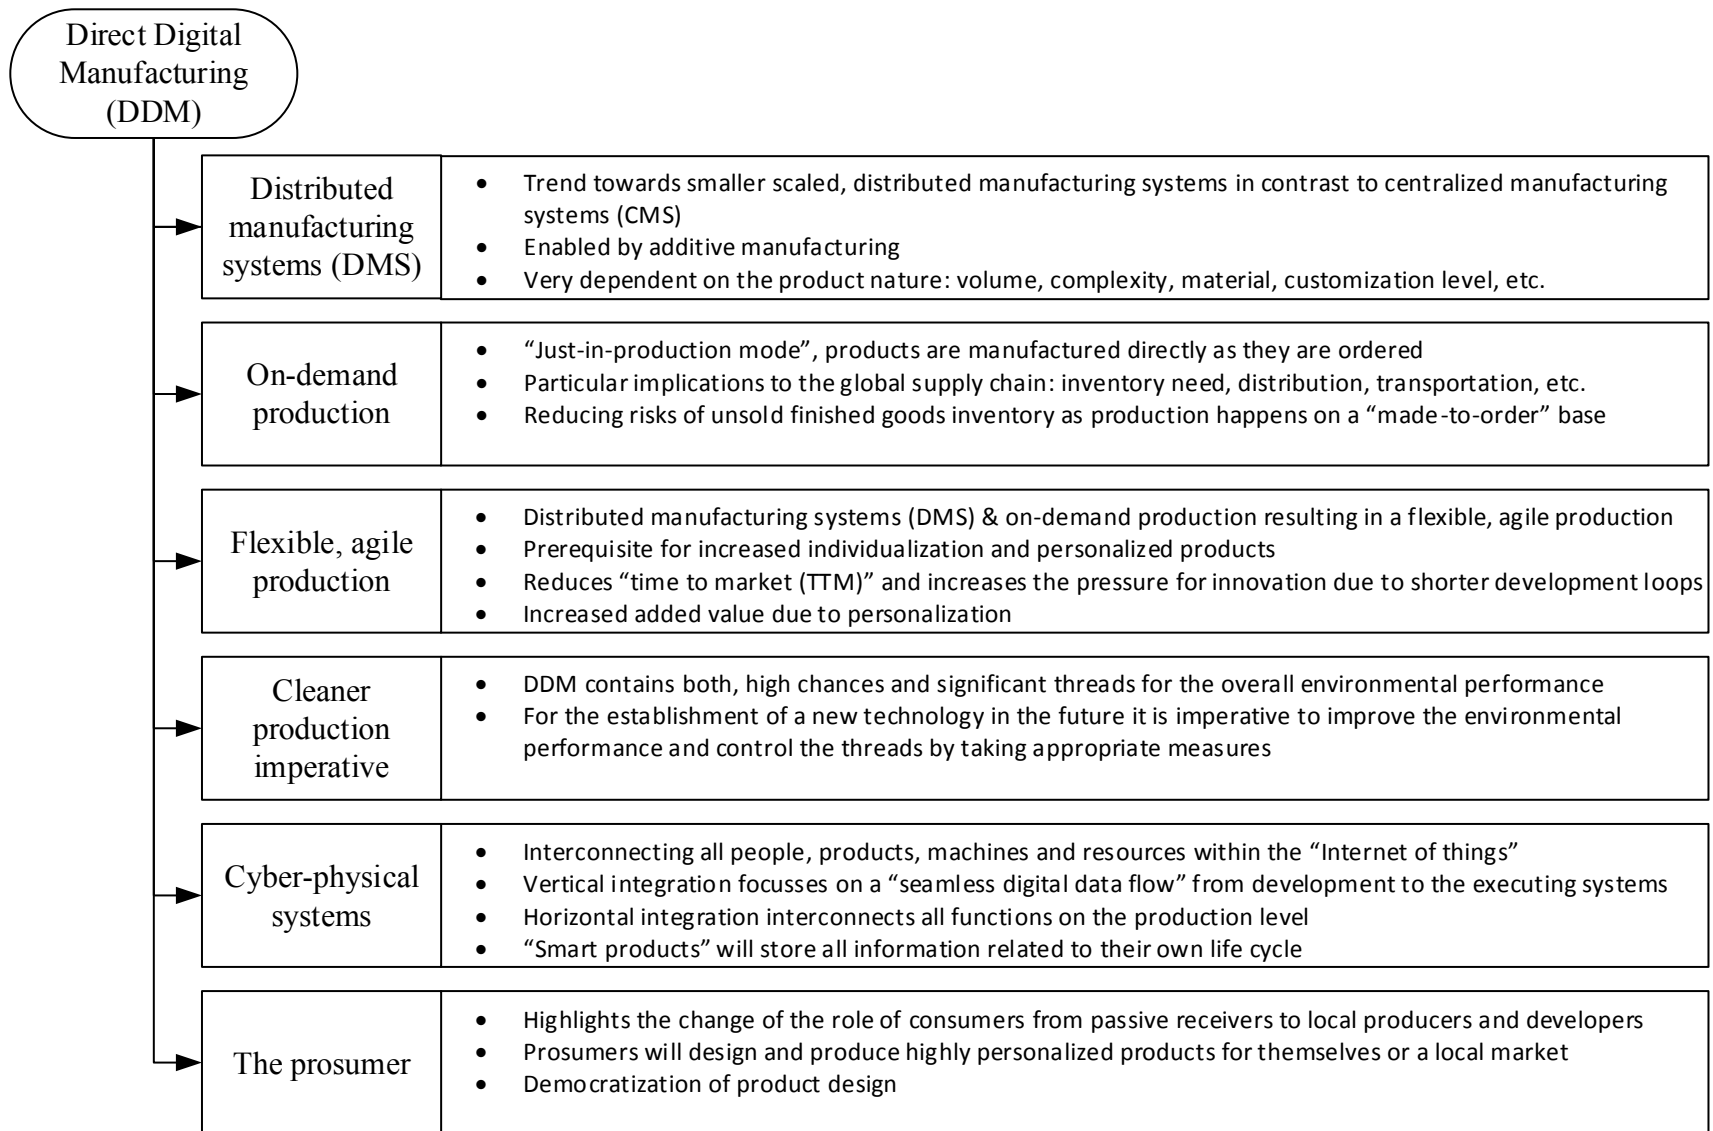 Direct Digital
Manufacturing
(DDM)
Distributed
manufacturing
systems (DMS)
• Trend towards smaller scaled, distributed manufacturing systems in contrast to centralized manufacturing
systems (CMS)
• Enabled by additive manufacturing
• Very dependent on the product nature: volume, complexity, material, customization level, etc.
On-demand
production
• “Just-in-production mode”, products are manufactured directly as they are ordered
• Particular implications to the global supply chain: inventory need, distribution, transportation, etc.
• Reducing risks of unsold finished goods inventory as production happens on a “made-to-order” base
Flexible, agile
production
• Distributed manufacturing systems (DMS) & on-demand production resulting in a flexible, agile production
• Prerequisite for increased individualization and personalized products
• Reduces “time to market (TTM)” and increases the pressure for innovation due to shorter development loops
• Increased added value due to personalization
Cleaner
production
imperative
• DDM contains both, high chances and significant threads for the overall environmental performance
• For the establishment of a new technology in the future it is imperative to improve the environmental
performance and control the threads by taking appropriate measures
Cyber-physical
systems
• Interconnecting all people, products, machines and resources within the “Internet of things”
• Vertical integration focusses on a “seamless digital data flow” from development to the executing systems
• Horizontal integration interconnects all functions on the production level
• “Smart products” will store all information related to their own life cycle
The prosumer
• Highlights the change of the role of consumers from passive receivers to local producers and developers
• Prosumers will design and produce highly personalized products for themselves or a local market
• Democratization of product design